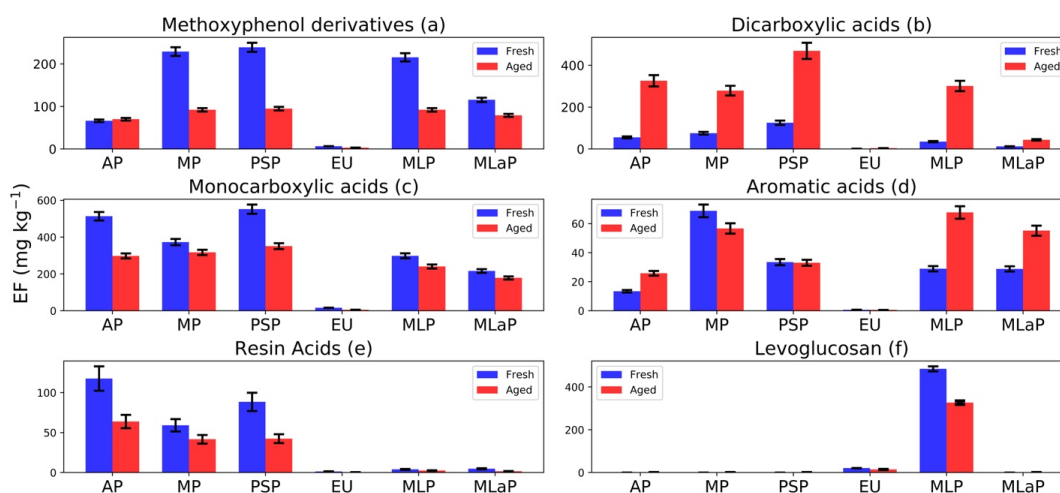 Methoxyphenol derivatives (a)
200
100
0
Fresh
Aged
AP MP PSP EU MLP MLaP
Dicarboxylic acids (b)
400
200
0
Fresh
Aged
AP MP PSP EU MLP MLaP
EF (mg kg⁻¹)
Monocarboxylic acids (c)
600
400
200
0
Fresh
Aged
AP MP PSP EU MLP MLaP
Aromatic acids (d)
60
40
20
0
Fresh
Aged
AP MP PSP EU MLP MLaP
Resin Acids (e)
100
50
0
Fresh
Aged
AP MP PSP EU MLP MLaP
Levoglucosan (f)
400
200
0
Fresh
Aged
AP MP PSP EU MLP MLaP